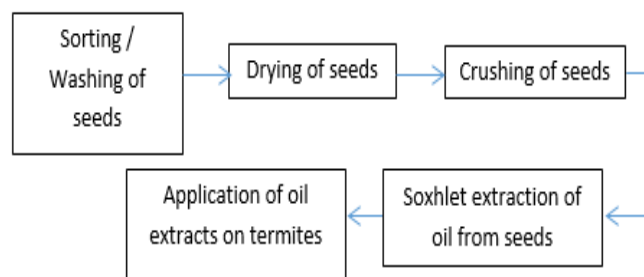 Sorting /
Washing of
seeds
Drying of seeds
Crushing of seeds
Soxhlet extraction of
oil from seeds
Application of oil
extracts on termites